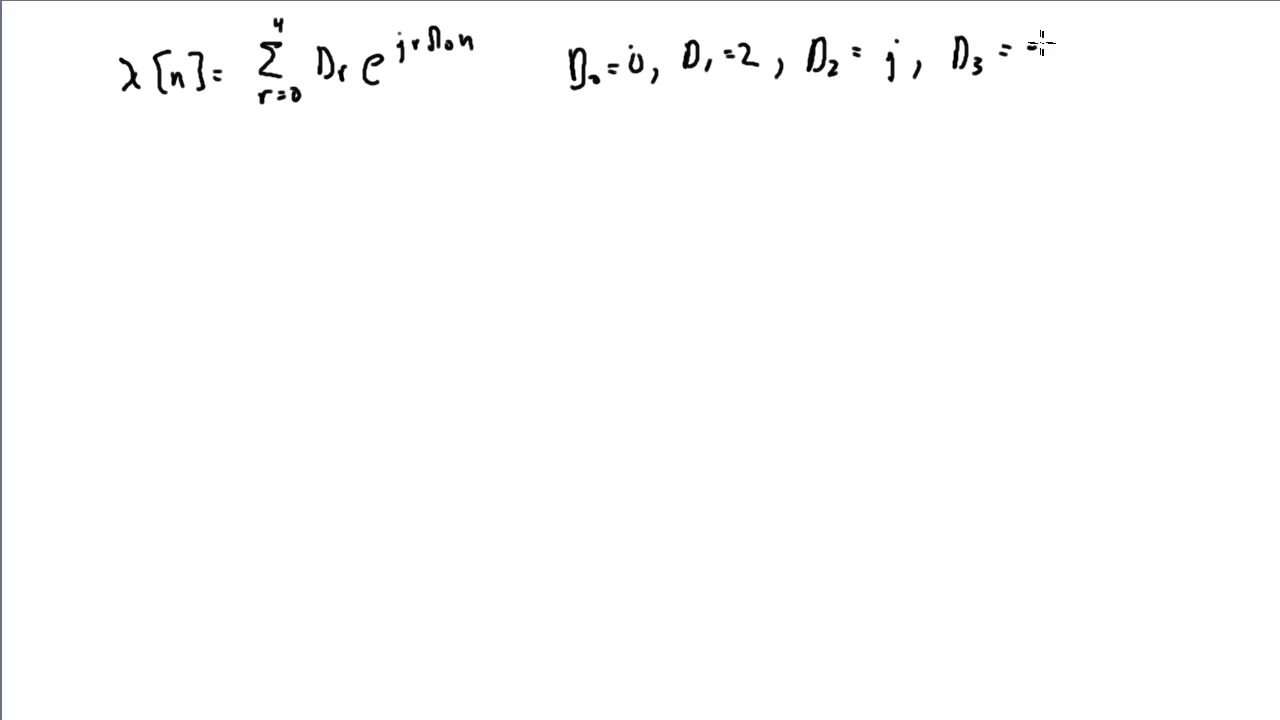 x[n] = Σ_{r=0}^{4} D_r e^{jrΩ₀n}   D₀ = 0, D₁ = 2, D₂ = j, D₃ = -